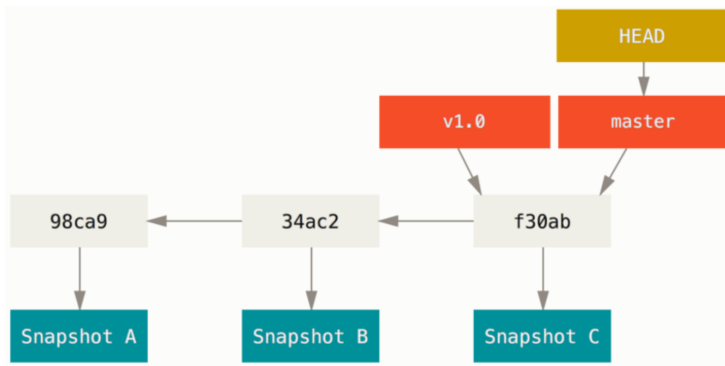 HEAD
v1.0
master
98ca9
34ac2
f30ab
Snapshot A
Snapshot B
Snapshot C